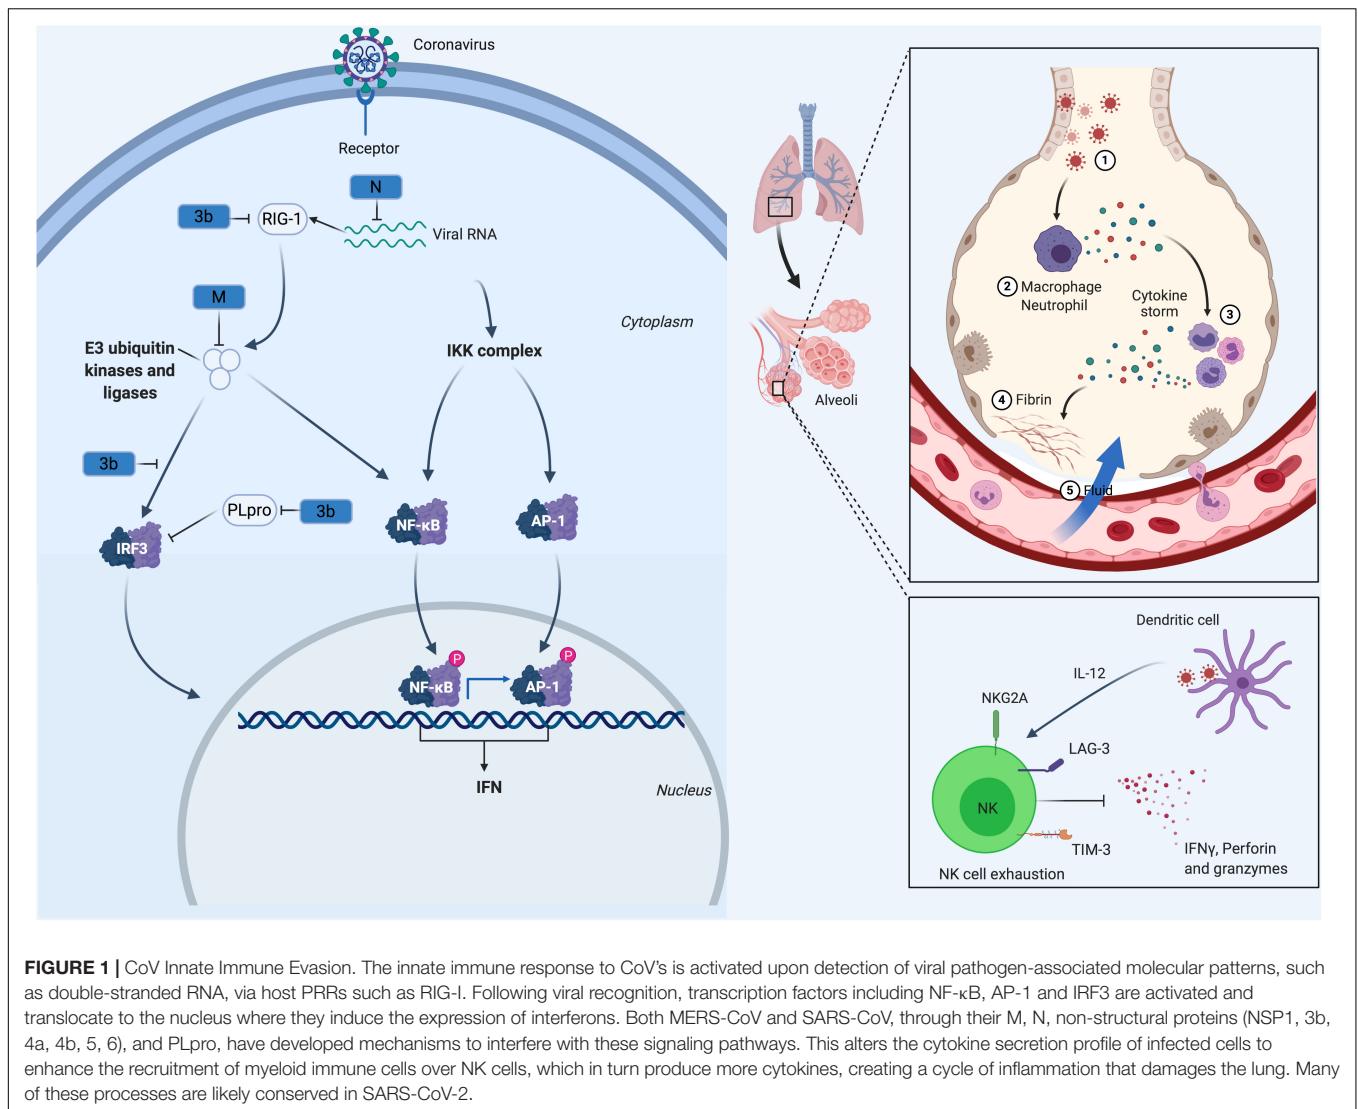 Coronavirus
Receptor
N
3b
RIG-1
Viral RNA
M
Cytoplasm
E3 ubiquitin
kinases and
ligases
IKK complex
3b
PLpro
3b
IRF3
NF-κB
AP-1
P
P
NF-κB
AP-1
IFN
Nucleus
Alveoli
1
2 Macrophage
Neutrophil
Cytokine
storm
3
4 Fibrin
5 Fluid
Dendritic cell
IL-12
NKG2A
LAG-3
NK
TIM-3
NK cell exhaustion
IFNγ, Perforin
and granzymes
FIGURE 1 | CoV Innate Immune Evasion. The innate immune response to CoV's is activated upon detection of viral pathogen-associated molecular patterns, such
as double-stranded RNA, via host PRRs such as RIG-I. Following viral recognition, transcription factors including NF-κB, AP-1 and IRF3 are activated and
translocate to the nucleus where they induce the expression of interferons. Both MERS-CoV and SARS-CoV, through their M, N, non-structural proteins (NSP1, 3b,
4a, 4b, 5, 6), and PLpro, have developed mechanisms to interfere with these signaling pathways. This alters the cytokine secretion profile of infected cells to
enhance the recruitment of myeloid immune cells over NK cells, which in turn produce more cytokines, creating a cycle of inflammation that damages the lung. Many
of these processes are likely conserved in SARS-CoV-2.